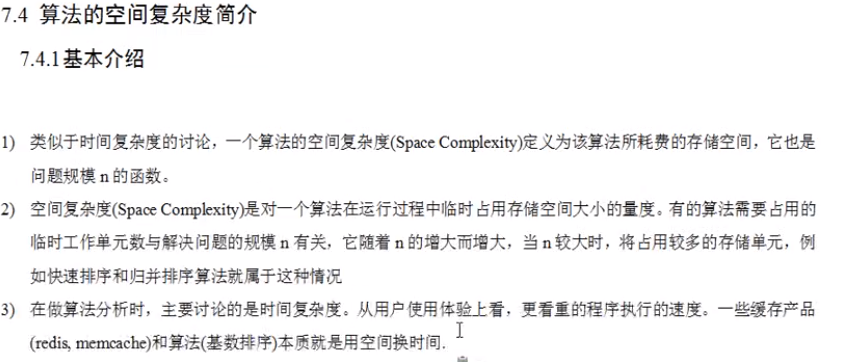 7.4 算法的空间复杂度简介
7.4.1基本介绍
1) 类似于时间复杂度的讨论，一个算法的空间复杂度(Space Complexity)定义为该算法所耗费的存储空间，它也是
问题规模 n 的函数。
2) 空间复杂度(Space Complexity)是对一个算法在运行过程中临时占用存储空间大小的量度。有的算法需要占用的
临时工作单元数与解决问题的规模 n 有关，它随着 n 的增大而增大，当 n 较大时，将占用较多的存储单元，例
如快速排序和归并排序算法就属于这种情况
3) 在做算法分析时，主要讨论的是时间复杂度。从用户使用体验上看，更看重的程序执行的速度。一些缓存产品
(redis, memcache)和算法(基数排序)本质就是用空间换时间.